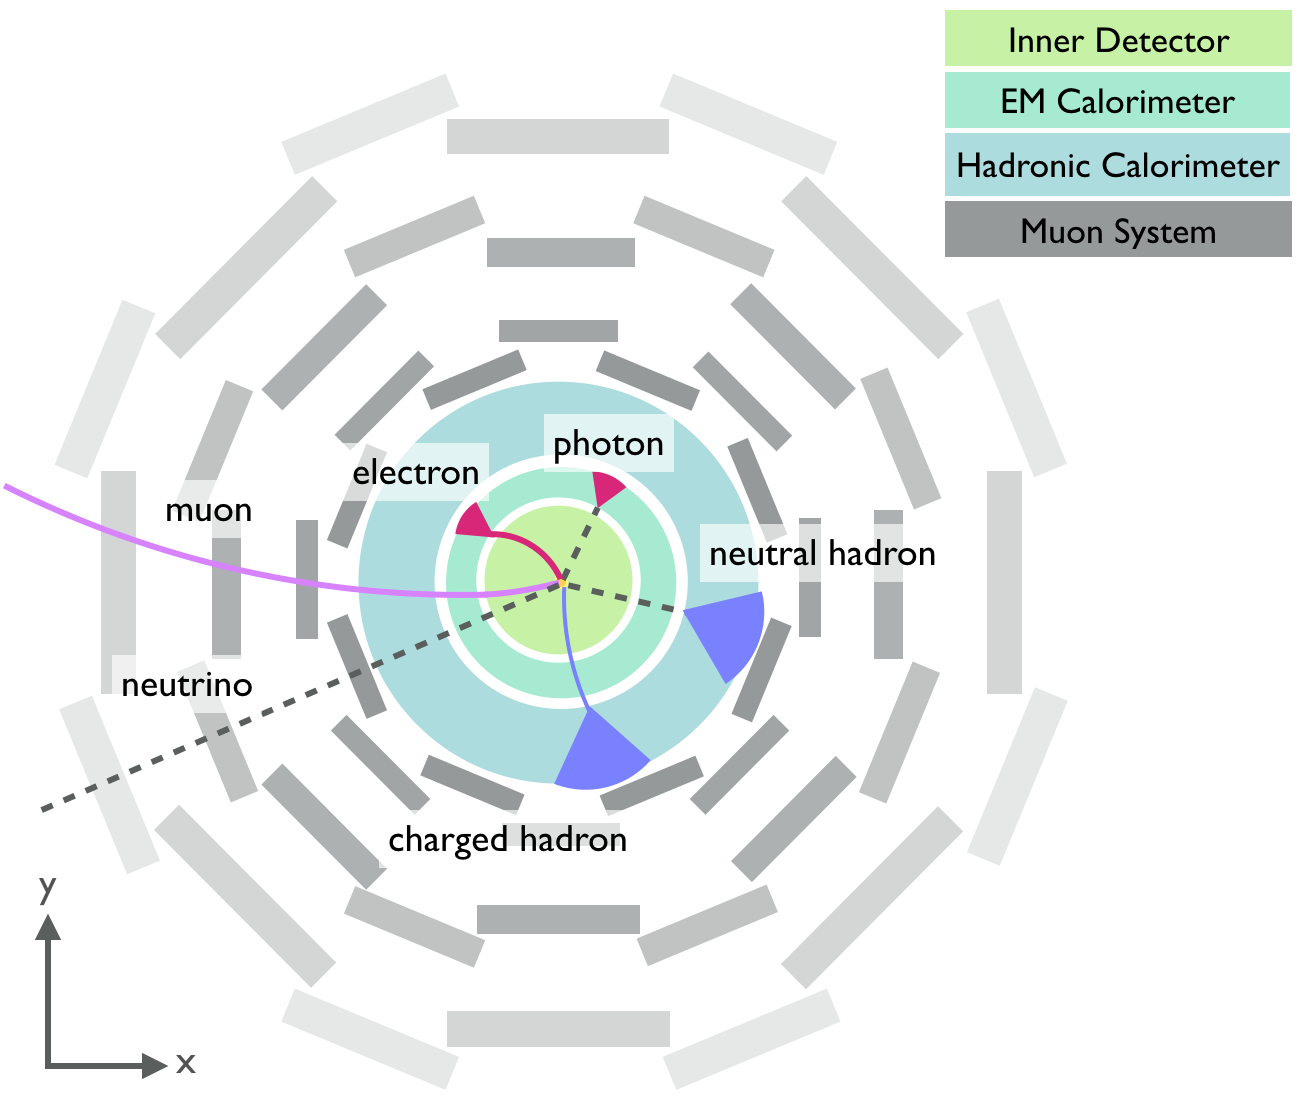 Inner Detector
EM Calorimeter
Hadronic Calorimeter
Muon System
photon
electron
muon
neutral hadron
neutrino
charged hadron
y
x